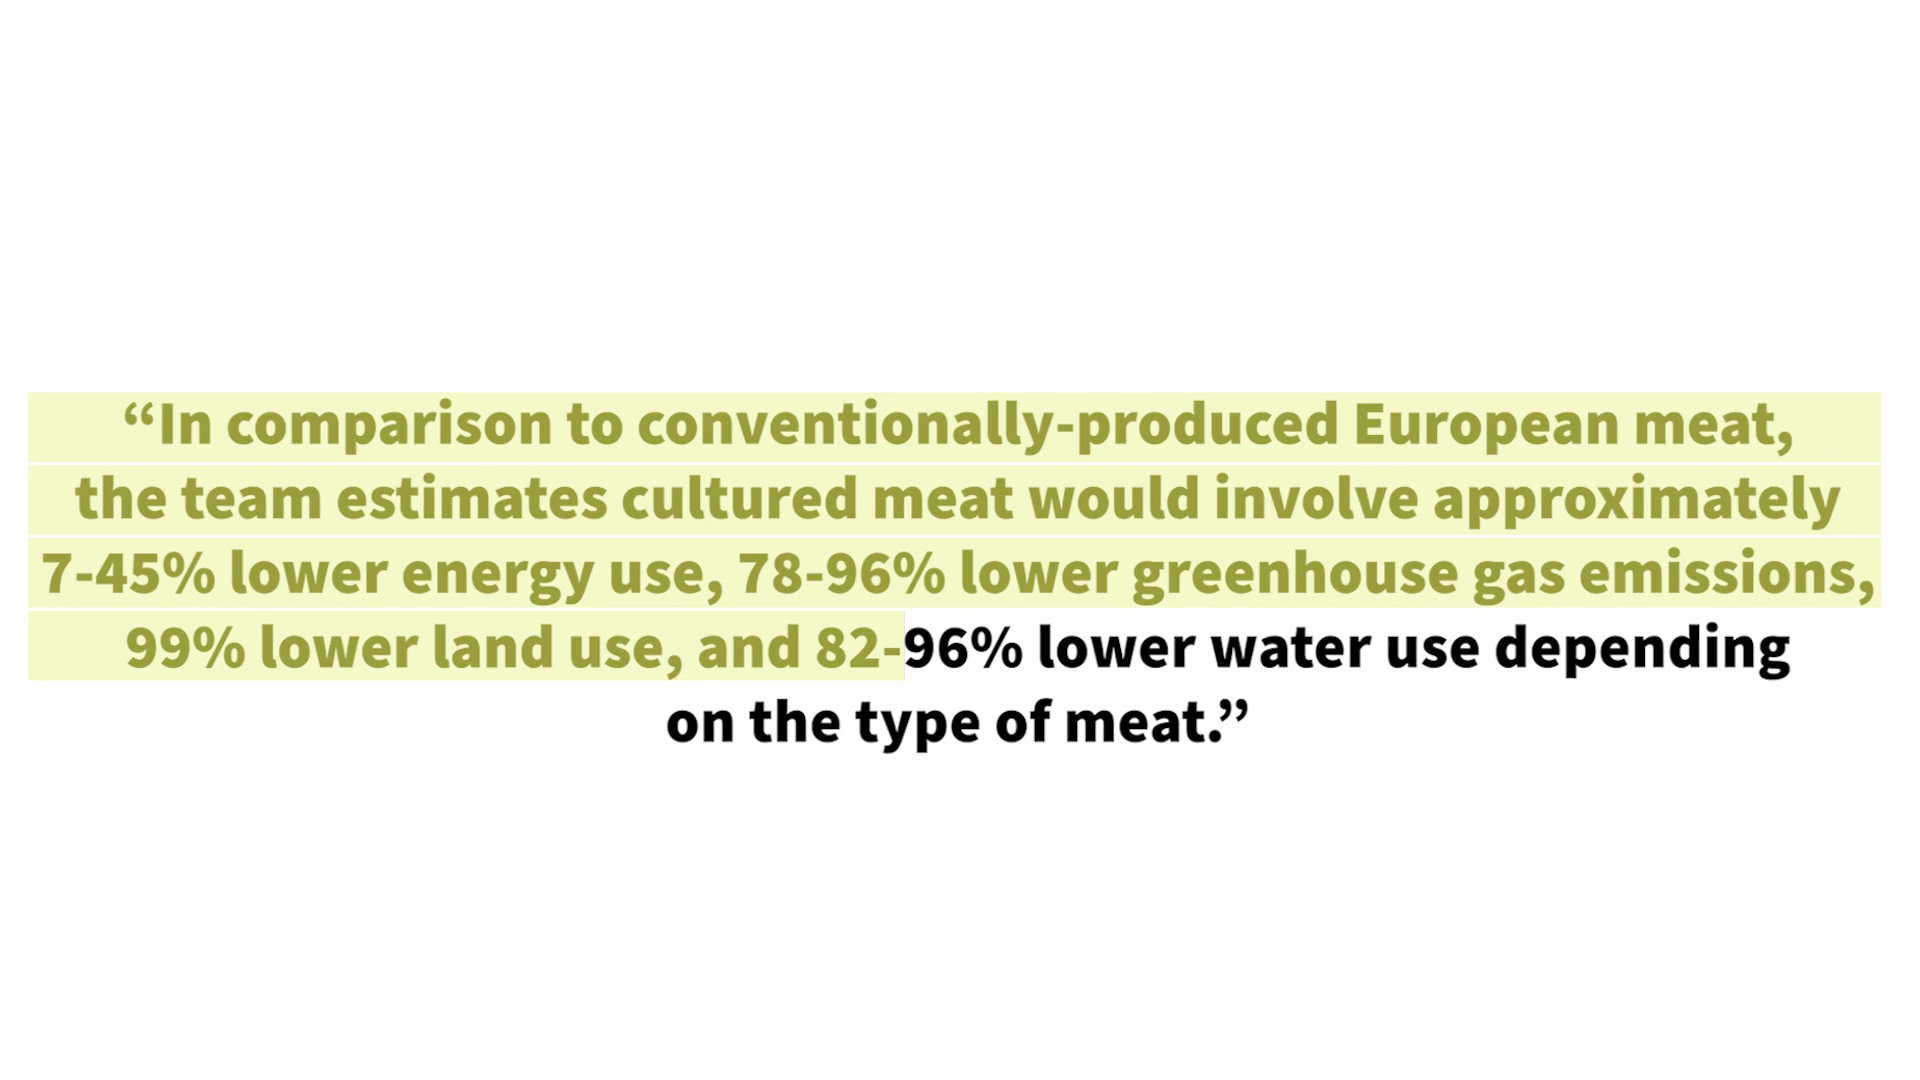 “In comparison to conventionally-produced European meat,
the team estimates cultured meat would involve approximately
7-45% lower energy use, 78-96% lower greenhouse gas emissions,
99% lower land use, and 82-96% lower water use depending
on the type of meat.”